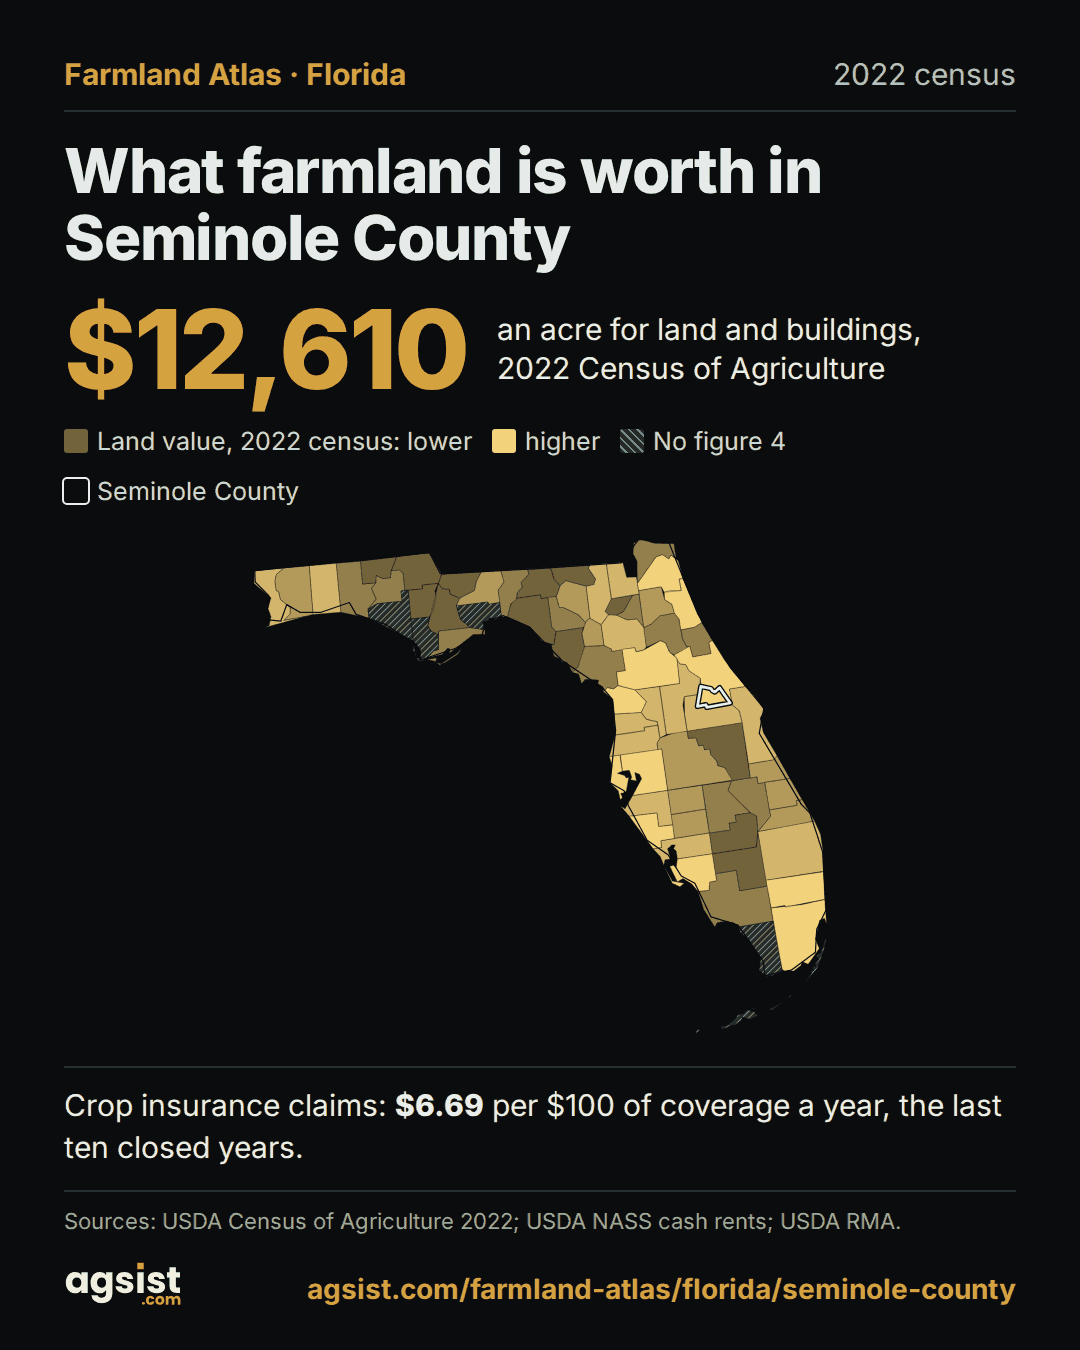 Farmland Atlas · Florida
2022 census
What farmland is worth in
Seminole County
$12,610
an acre for land and buildings,
2022 Census of Agriculture
Land value, 2022 census: lower
higher
No figure 4
Seminole County
Crop insurance claims: $6.69 per $100 of coverage a year, the last
ten closed years.
Sources: USDA Census of Agriculture 2022; USDA NASS cash rents; USDA RMA.
agsist
.com
agsist.com/farmland-atlas/florida/seminole-county